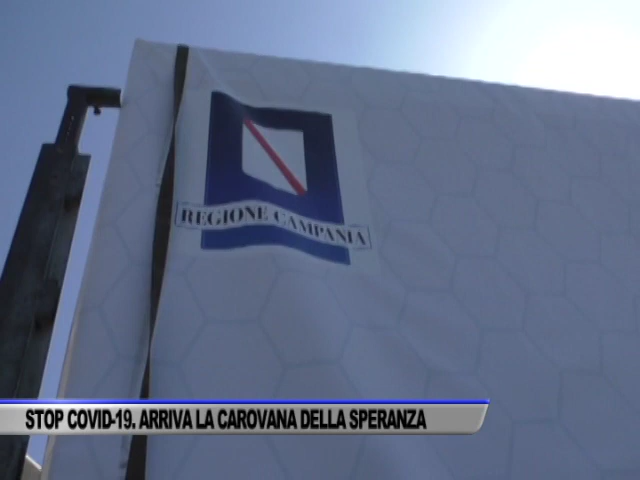 REGIONE CAMPANIA
STOP COVID-19. ARRIVA LA CAROVANA DELLA SPERANZA